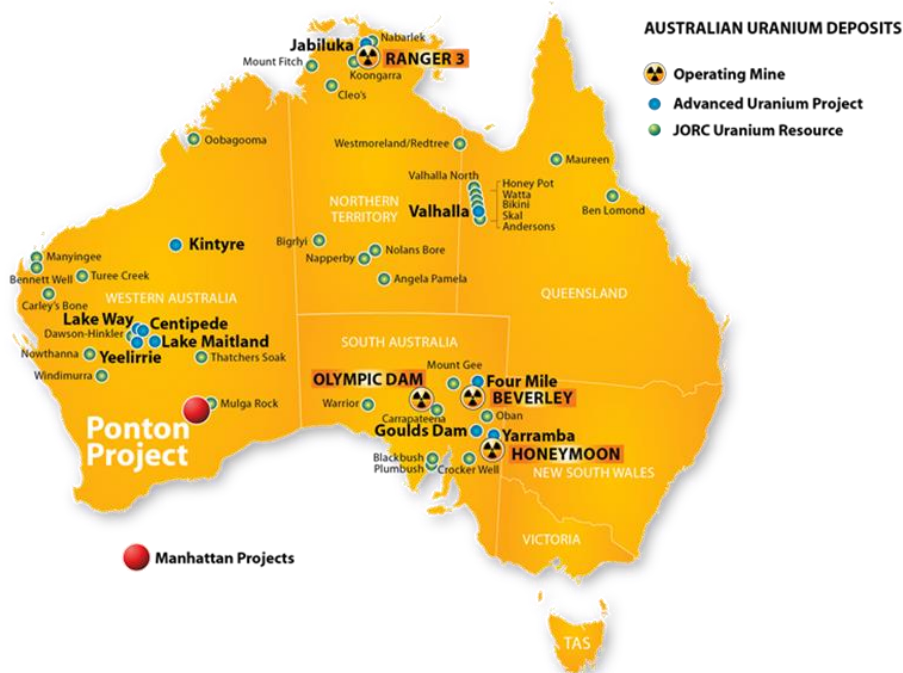 AUSTRALIAN URANIUM DEPOSITS
Operating Mine
Advanced Uranium Project
JORC Uranium Resource
Nabarlek
Jabiluka
RANGER 3
Mount Fitch
Koongarra
Cleo's
Oobagooma
Westmoreland/Redtree
Maureen
Valhalla North
Honey Pot
Watta
Bikini
Skal
Andersons
Valhalla
Ben Lomond
NORTHERN
TERRITORY
Kintyre
Bigrlyi
Nolans Bore
Napperby
Angela Pamela
Manyingee
Bennett Well
Turee Creek
Carley's Bone
WESTERN AUSTRALIA
QUEENSLAND
Lake Way
Centipede
Dawson-Hinkler
Lake Maitland
Nowthanna
Yeelirrie
Thatchers Soak
Windimurra
SOUTH AUSTRALIA
Mount Gee
OLYMPIC DAM
Four Mile
BEVERLEY
Warrior
Mulga Rock
Carrapateena
Oban
Ponton
Project
Goulds Dam
Yarramba
HONEYMOON
Blackbush
Plumbush
Crocker Well
NEW SOUTH WALES
VICTORIA
Manhattan Projects
TAS